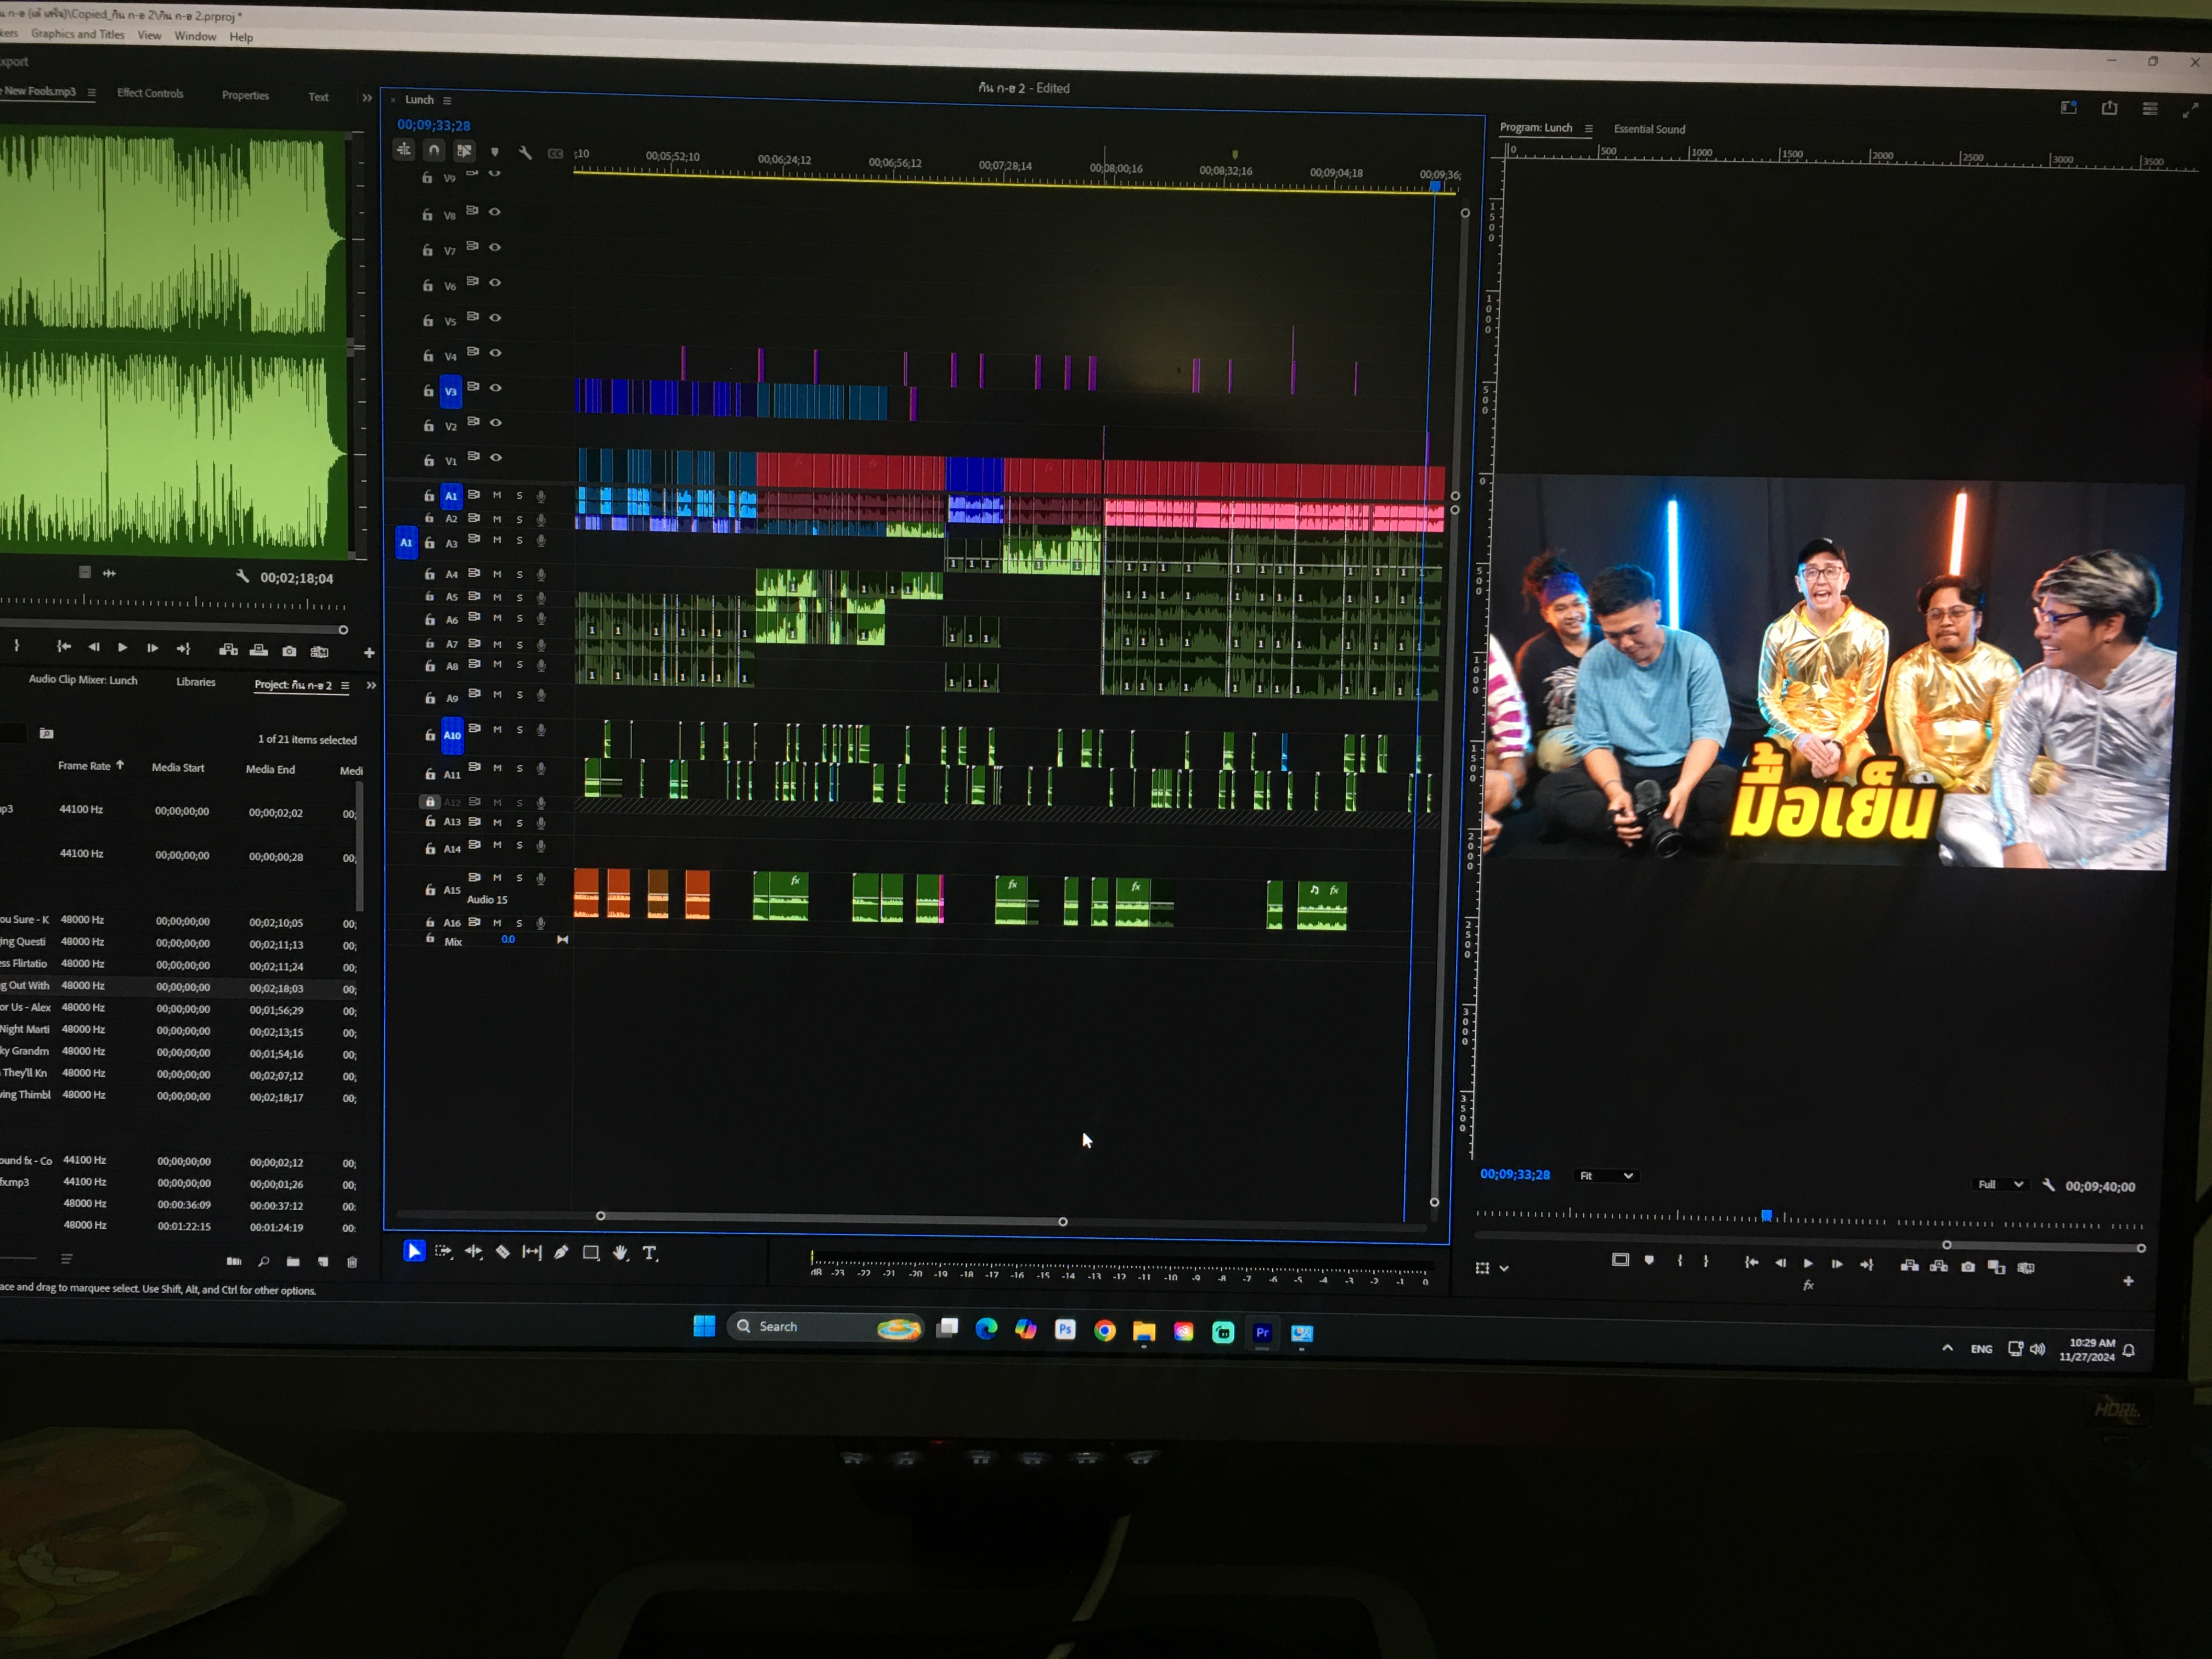 น ก-ฮ (แค่ เสร็จ)\Copied_กิน ก-ฮ 2\กิน ก-ฮ 2.prproj *
kers Graphics and Titles View Window Help
xport
กิน ก-ฮ 2 - Edited
New Fools.mp3 Effect Controls Properties Text
00;02;18;04
Audio Clip Mixer: Lunch Libraries Project: กิน ก-ฮ 2
1 of 21 items selected
Frame Rate Media Start Media End Medi
p3 44100 Hz 00;00;00;00 00;00;02;02 00;
44100 Hz 00;00;00;00 00;00;00;28 00;
ou Sure - K 48000 Hz 00;00;00;00 00;02;10;05 00;
ing Questi 48000 Hz 00;00;00;00 00;02;11;13 00;
ess Flirtatio 48000 Hz 00;00;00;00 00;02;11;24 00;
g Out With 48000 Hz 00;00;00;00 00;02;18;03 00;
or Us - Alex 48000 Hz 00;00;00;00 00;01;56;29 00;
Night Marti 48000 Hz 00;00;00;00 00;02;13;15 00;
ky Grandm 48000 Hz 00;00;00;00 00;01;54;16 00;
They'll Kn 48000 Hz 00;00;00;00 00;02;07;12 00;
ving Thimbl 48000 Hz 00;00;00;00 00;02;18;17 00;
ound fx - Co 44100 Hz 00;00;00;00 00;00;02;12 00;
fx.mp3 44100 Hz 00;00;00;00 00;00;01;26 00;
48000 Hz 00:00:36:09 00:00:37:12 00:
48000 Hz 00:01:22:15 00:01:24:19 00:
ace and drag to marquee select. Use Shift, Alt, and Ctrl for other options.
Lunch
00;09;33;28
;10 00;05;52;10 00;06;24;12 00;06;56;12 00;07;28;14 00;08;00;16 00;08;32;16 00;09;04;18 00;09;36;
V9
V8
V7
V6
V5
V4
V3
V2
V1
A1 M S
A2 M S
A1 A3 M S
A4 M S
A5 M S
A6 M S
A7 M S
A8 M S
A9 M S
A10 M S
A11 M S
A12 M S
A13 M S
A14 M S
A15 M S
Audio 15
A16 M S
Mix 0.0
dB -23 -22 -21 -20 -19 -18 -17 -16 -15 -14 -13 -12 -11 -10 -9 -8 -7 -6 -5 -4 -3 -2 -1 0
Program: Lunch Essential Sound
0 500 1000 1500 2000 2500 3000 3500
มื้อเย็น
00;09;33;28 Fit Full 00;09;40;00
fx
Search
Ps
Pr
ENG
10:29 AM
11/27/2024
HDMI